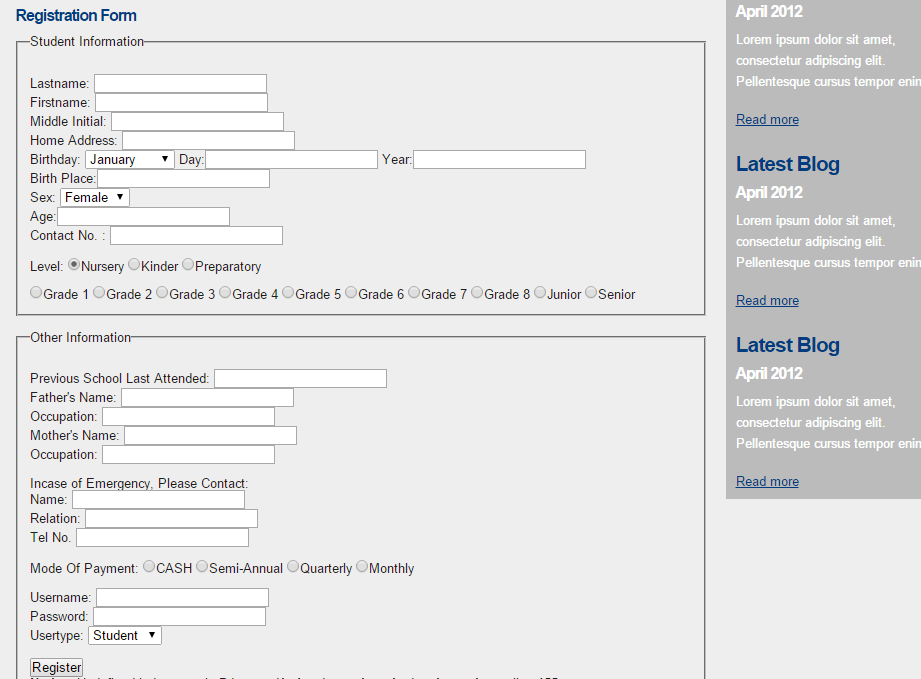 Registration Form
Student Information
Lastname:
Firstname:
Middle Initial:
Home Address:
Birthday: January Day: Year:
Birth Place:
Sex: Female
Age:
Contact No. :
Level: Nursery Kinder Preparatory
Grade 1 Grade 2 Grade 3 Grade 4 Grade 5 Grade 6 Grade 7 Grade 8 Junior Senior
Other Information
Previous School Last Attended:
Father's Name:
Occupation:
Mother's Name:
Occupation:
Incase of Emergency, Please Contact:
Name:
Relation:
Tel No.
Mode Of Payment: CASH Semi-Annual Quarterly Monthly
Username:
Password:
Usertype: Student
Register
April 2012
Lorem ipsum dolor sit amet,
consectetur adipiscing elit.
Pellentesque cursus tempor enin
Read more
Latest Blog
April 2012
Lorem ipsum dolor sit amet,
consectetur adipiscing elit.
Pellentesque cursus tempor enin
Read more
Latest Blog
April 2012
Lorem ipsum dolor sit amet,
consectetur adipiscing elit.
Pellentesque cursus tempor enin
Read more